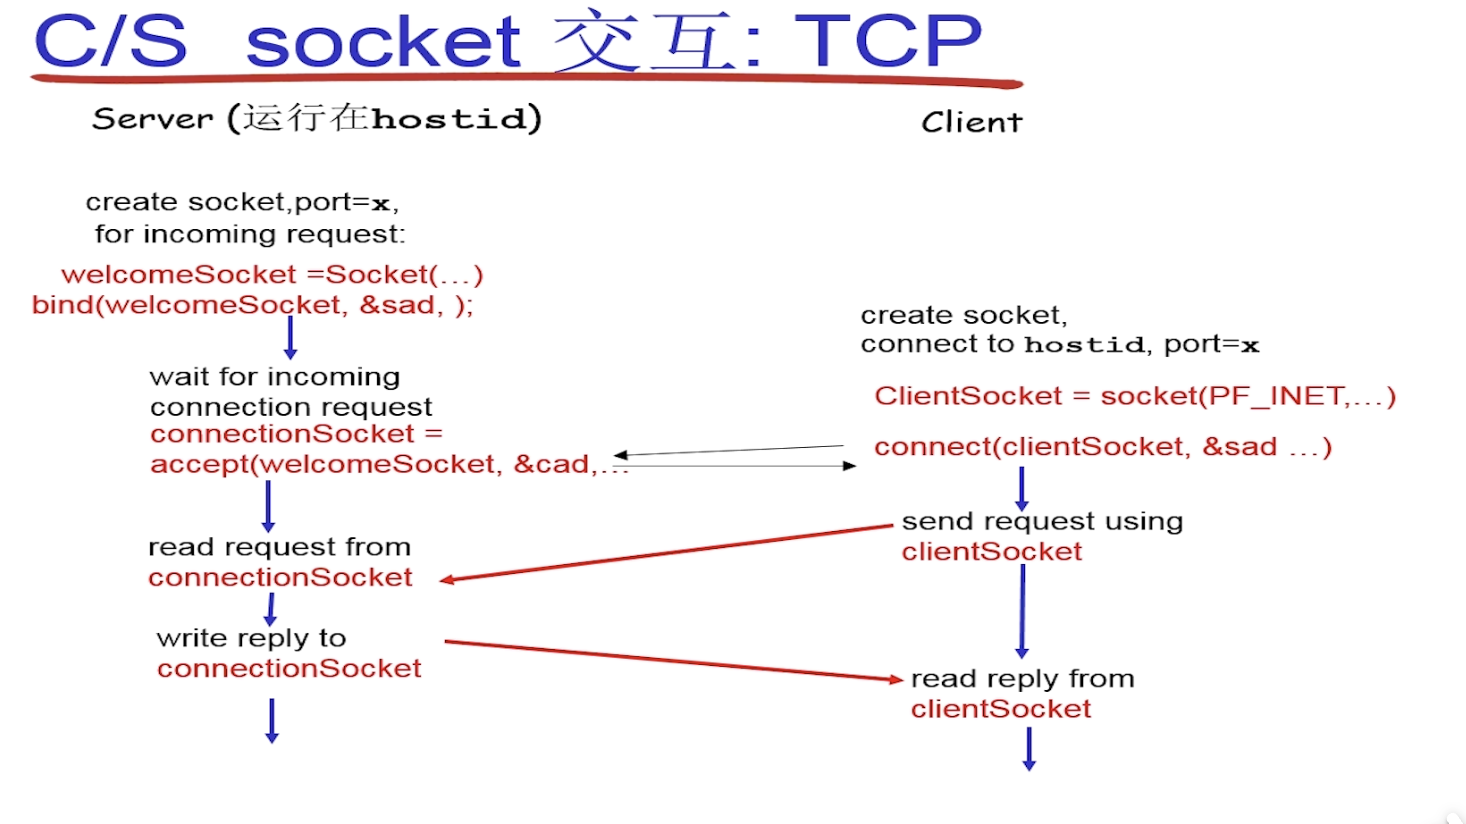 C/S socket 交互: TCP
Server (运行在hostid)
Client
create socket,port=x,
for incoming request:
welcomeSocket =Socket(...)
bind(welcomeSocket, &sad, );
wait for incoming
connection request
connectionSocket =
accept(welcomeSocket, &cad,...
read request from
connectionSocket
write reply to
connectionSocket
create socket,
connect to hostid, port=x
ClientSocket = socket(PF_INET,...)
connect(clientSocket, &sad ...)
send request using
clientSocket
read reply from
clientSocket